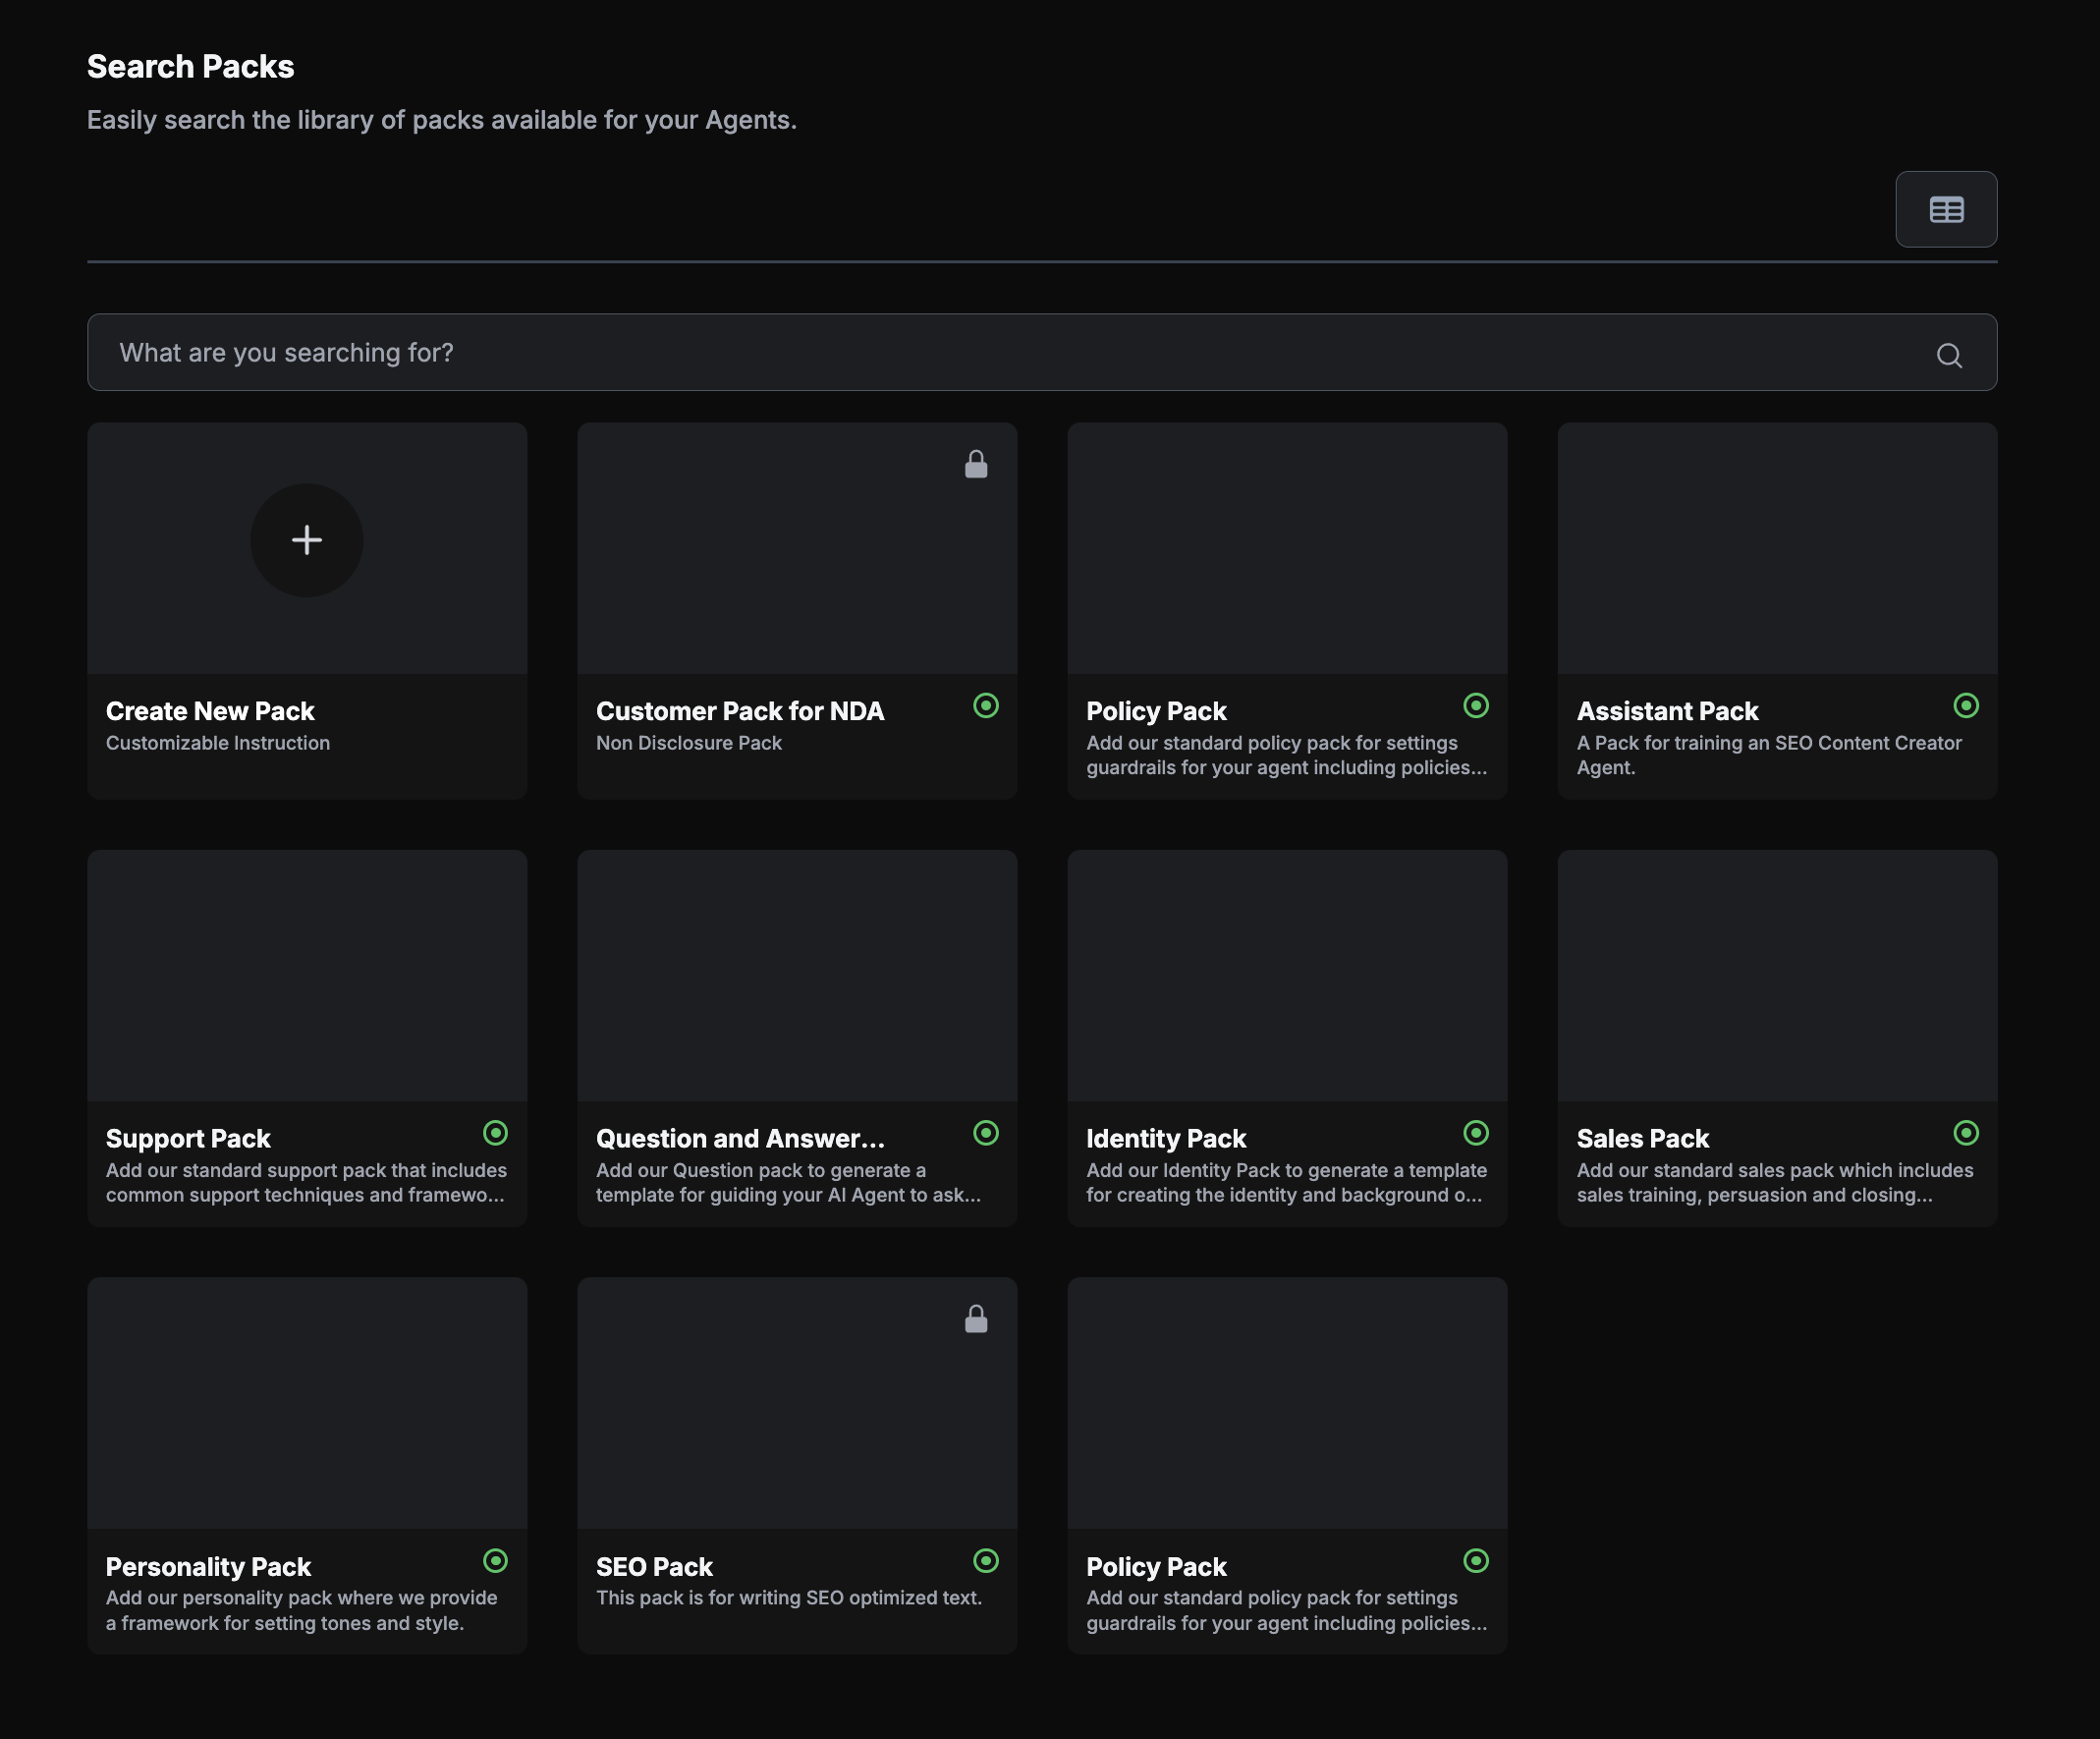 Search Packs
Easily search the library of packs available for your Agents.
What are you searching for?
Create New Pack
Customizable Instruction
Customer Pack for NDA
Non Disclosure Pack
Policy Pack
Add our standard policy pack for settings
guardrails for your agent including policies...
Assistant Pack
A Pack for training an SEO Content Creator
Agent.
Support Pack
Add our standard support pack that includes
common support techniques and framewo...
Question and Answer...
Add our Question pack to generate a
template for guiding your AI Agent to ask...
Identity Pack
Add our Identity Pack to generate a template
for creating the identity and background o...
Sales Pack
Add our standard sales pack which includes
sales training, persuasion and closing...
Personality Pack
Add our personality pack where we provide
a framework for setting tones and style.
SEO Pack
This pack is for writing SEO optimized text.
Policy Pack
Add our standard policy pack for settings
guardrails for your agent including policies...